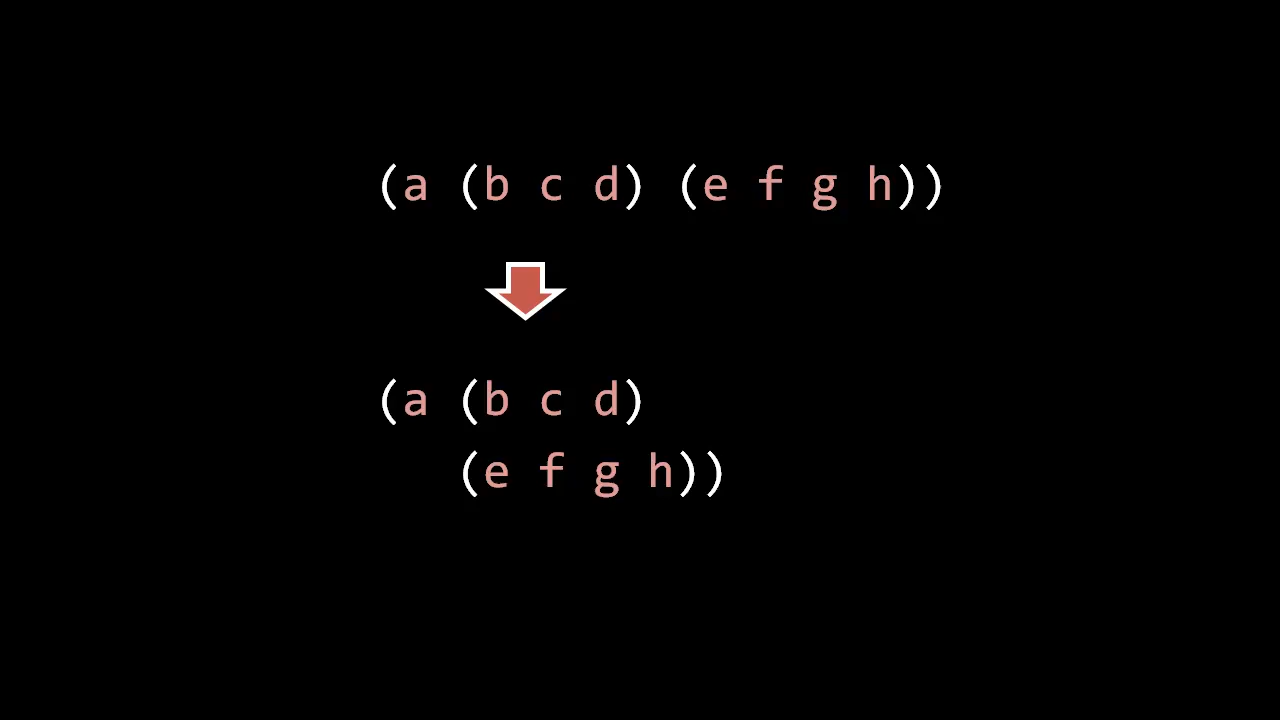 (a (b c d) (e f g h))
(a (b c d)
   (e f g h))